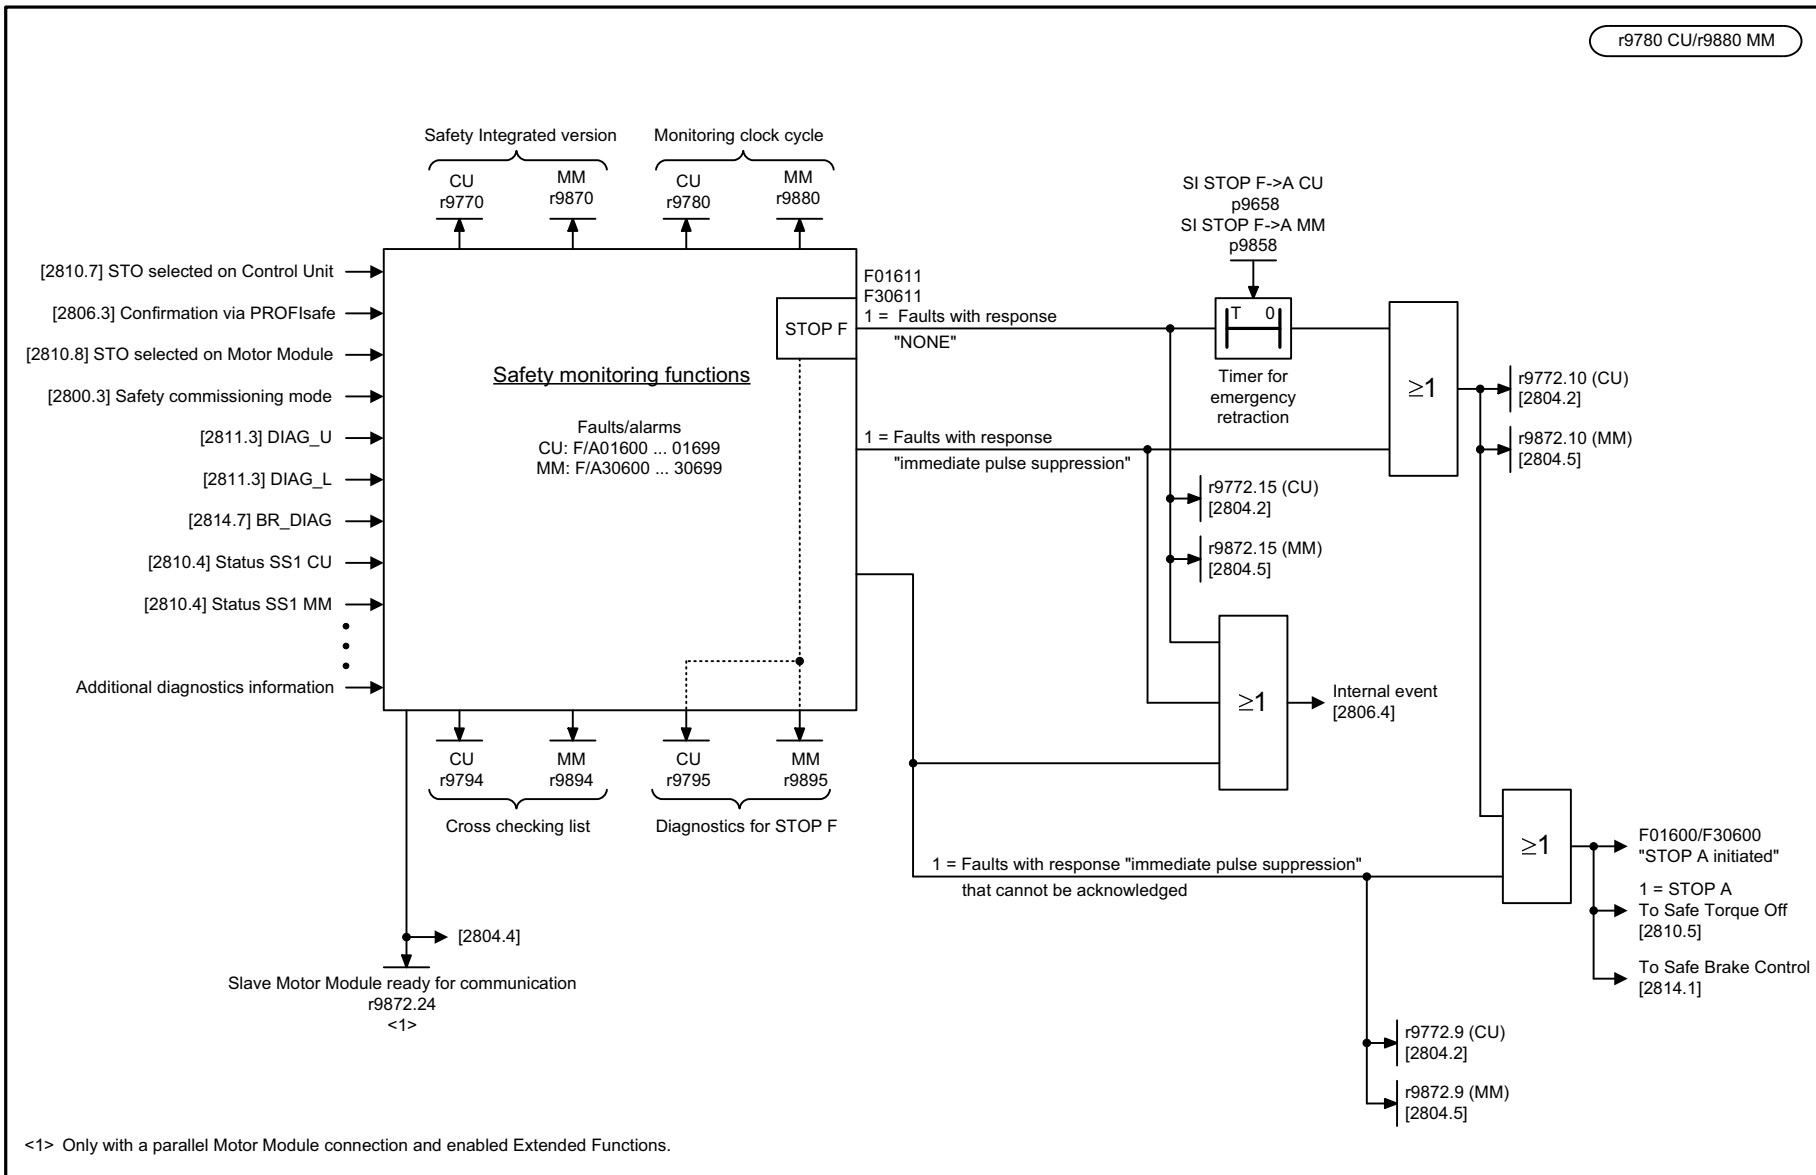 r9780 CU/r9880 MM
Safety Integrated version
Monitoring clock cycle
CU
r9770
MM
r9870
CU
r9780
MM
r9880
SI STOP F->A CU
p9658
SI STOP F->A MM
p9858
[2810.7] STO selected on Control Unit
[2806.3] Confirmation via PROFIsafe
[2810.8] STO selected on Motor Module
[2800.3] Safety commissioning mode
[2811.3] DIAG_U
[2811.3] DIAG_L
[2814.7] BR_DIAG
[2810.4] Status SS1 CU
[2810.4] Status SS1 MM
Additional diagnostics information
Safety monitoring functions
Faults/alarms
CU: F/A01600 ... 01699
MM: F/A30600 ... 30699
STOP F
F01611
F30611
1 = Faults with response
"NONE"
T 0
Timer for
emergency
retraction
1 = Faults with response
"immediate pulse suppression"
≥1
r9772.10 (CU)
[2804.2]
r9872.10 (MM)
[2804.5]
r9772.15 (CU)
[2804.2]
r9872.15 (MM)
[2804.5]
≥1
Internal event
[2806.4]
CU
r9794
MM
r9894
CU
r9795
MM
r9895
Cross checking list
Diagnostics for STOP F
1 = Faults with response "immediate pulse suppression"
that cannot be acknowledged
≥1
F01600/F30600
"STOP A initiated"
1 = STOP A
To Safe Torque Off
[2810.5]
To Safe Brake Control
[2814.1]
[2804.4]
Slave Motor Module ready for communication
r9872.24
<1>
r9772.9 (CU)
[2804.2]
r9872.9 (MM)
[2804.5]
<1> Only with a parallel Motor Module connection and enabled Extended Functions.